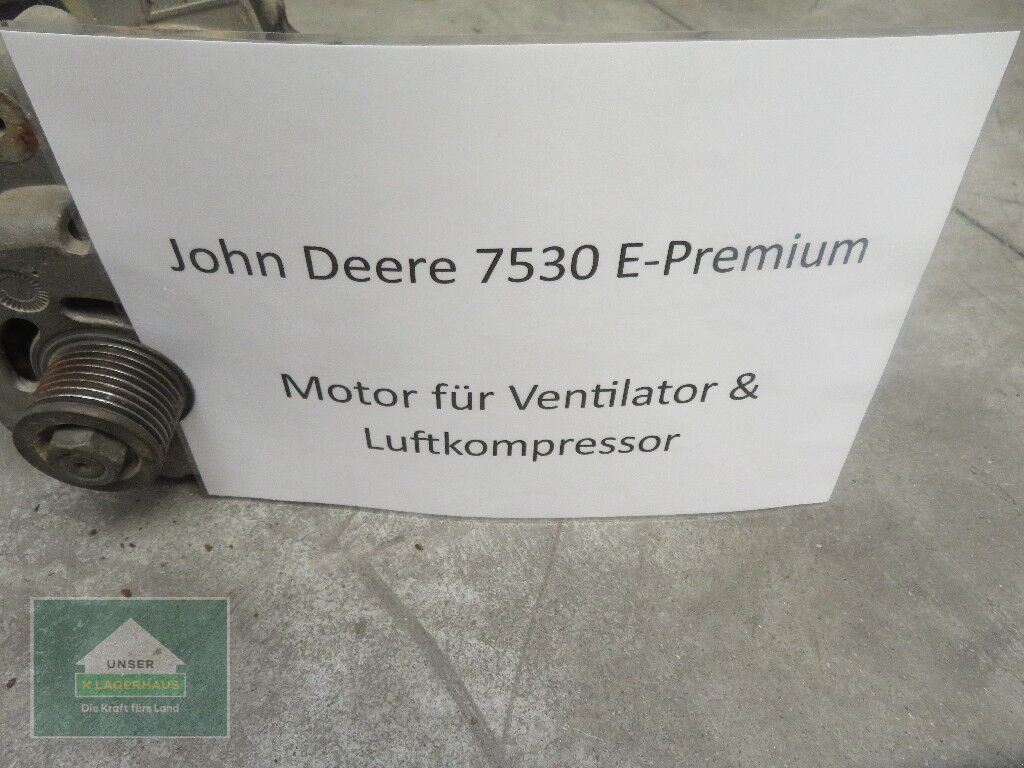 John Deere 7530 E-Premium
Motor für Ventilator &
Luftkompressor
UNSER
X LAGERHAUS
Die Kraft fürs Land